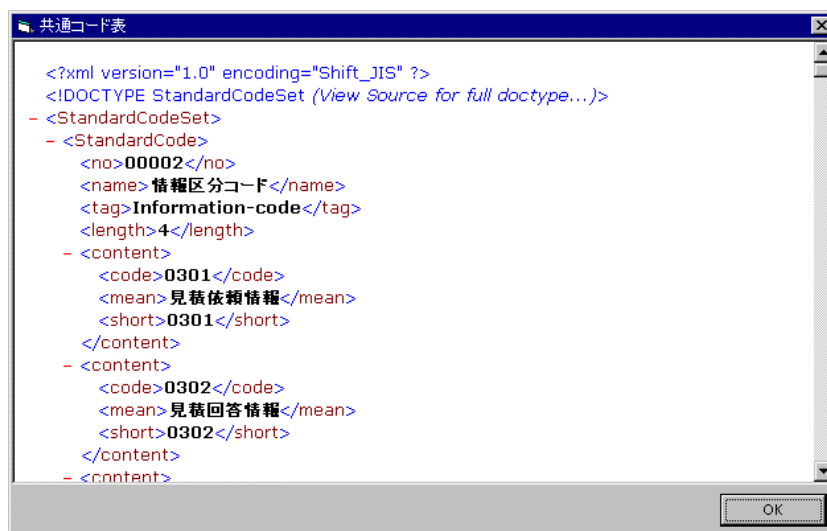 共通コード表
<?xml version="1.0" encoding="Shift_JIS" ?>
<!DOCTYPE StandardCodeSet (View Source for full doctype...)>
- <StandardCodeSet>
- <StandardCode>
<no>00002</no>
<name>情報区分コード</name>
<tag>Information-code</tag>
<length>4</length>
- <content>
<code>0301</code>
<mean>見積依頼情報</mean>
<short>0301</short>
</content>
- <content>
<code>0302</code>
<mean>見積回答情報</mean>
<short>0302</short>
</content>
- <content>
OK